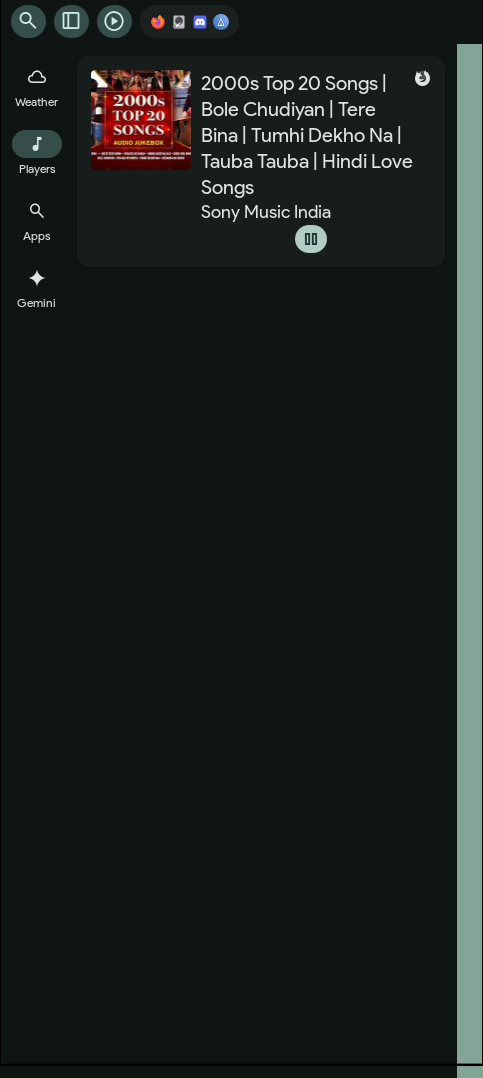 Weather
Players
Apps
Gemini
2000s
TOP 20
SONGS
AUDIO JUKEBOX
2000s Top 20 Songs |
Bole Chudiyan | Tere
Bina | Tumhi Dekho Na |
Tauba Tauba | Hindi Love
Songs
Sony Music India